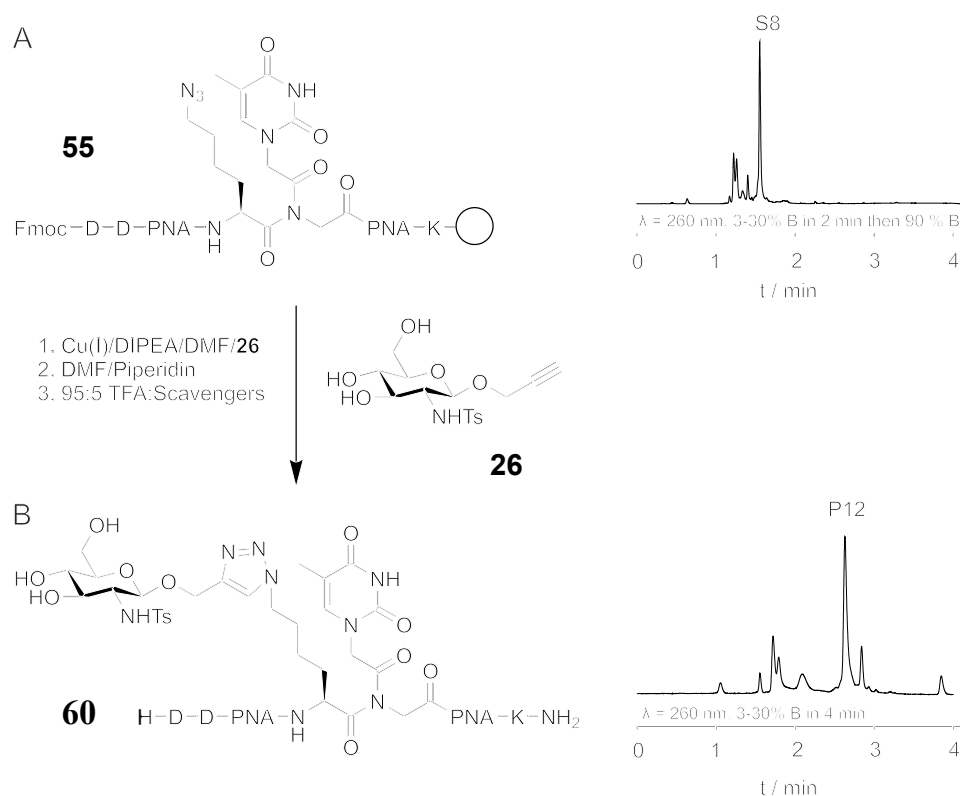 A
55
N3
O
NH
N
O
O
O
Fmoc–D–D–PNA–N
H
O
N
PNA–K
S8
λ = 260 nm. 3-30% B in 2 min then 90 % B
0 1 2 3 4
t / min
1. Cu(I)/DIPEA/DMF/26
2. DMF/Piperidin
3. 95:5 TFA:Scavengers
OH
HO
HO
O
O
NHTs
26
B
OH
HO
HO
O
O
NHTs
N=N
N
O
NH
N
O
O
O
60
H–D–D–PNA–N
H
O
N
PNA–K–NH2
P12
λ = 260 nm. 3-30% B in 4 min
0 1 2 3 4
t / min